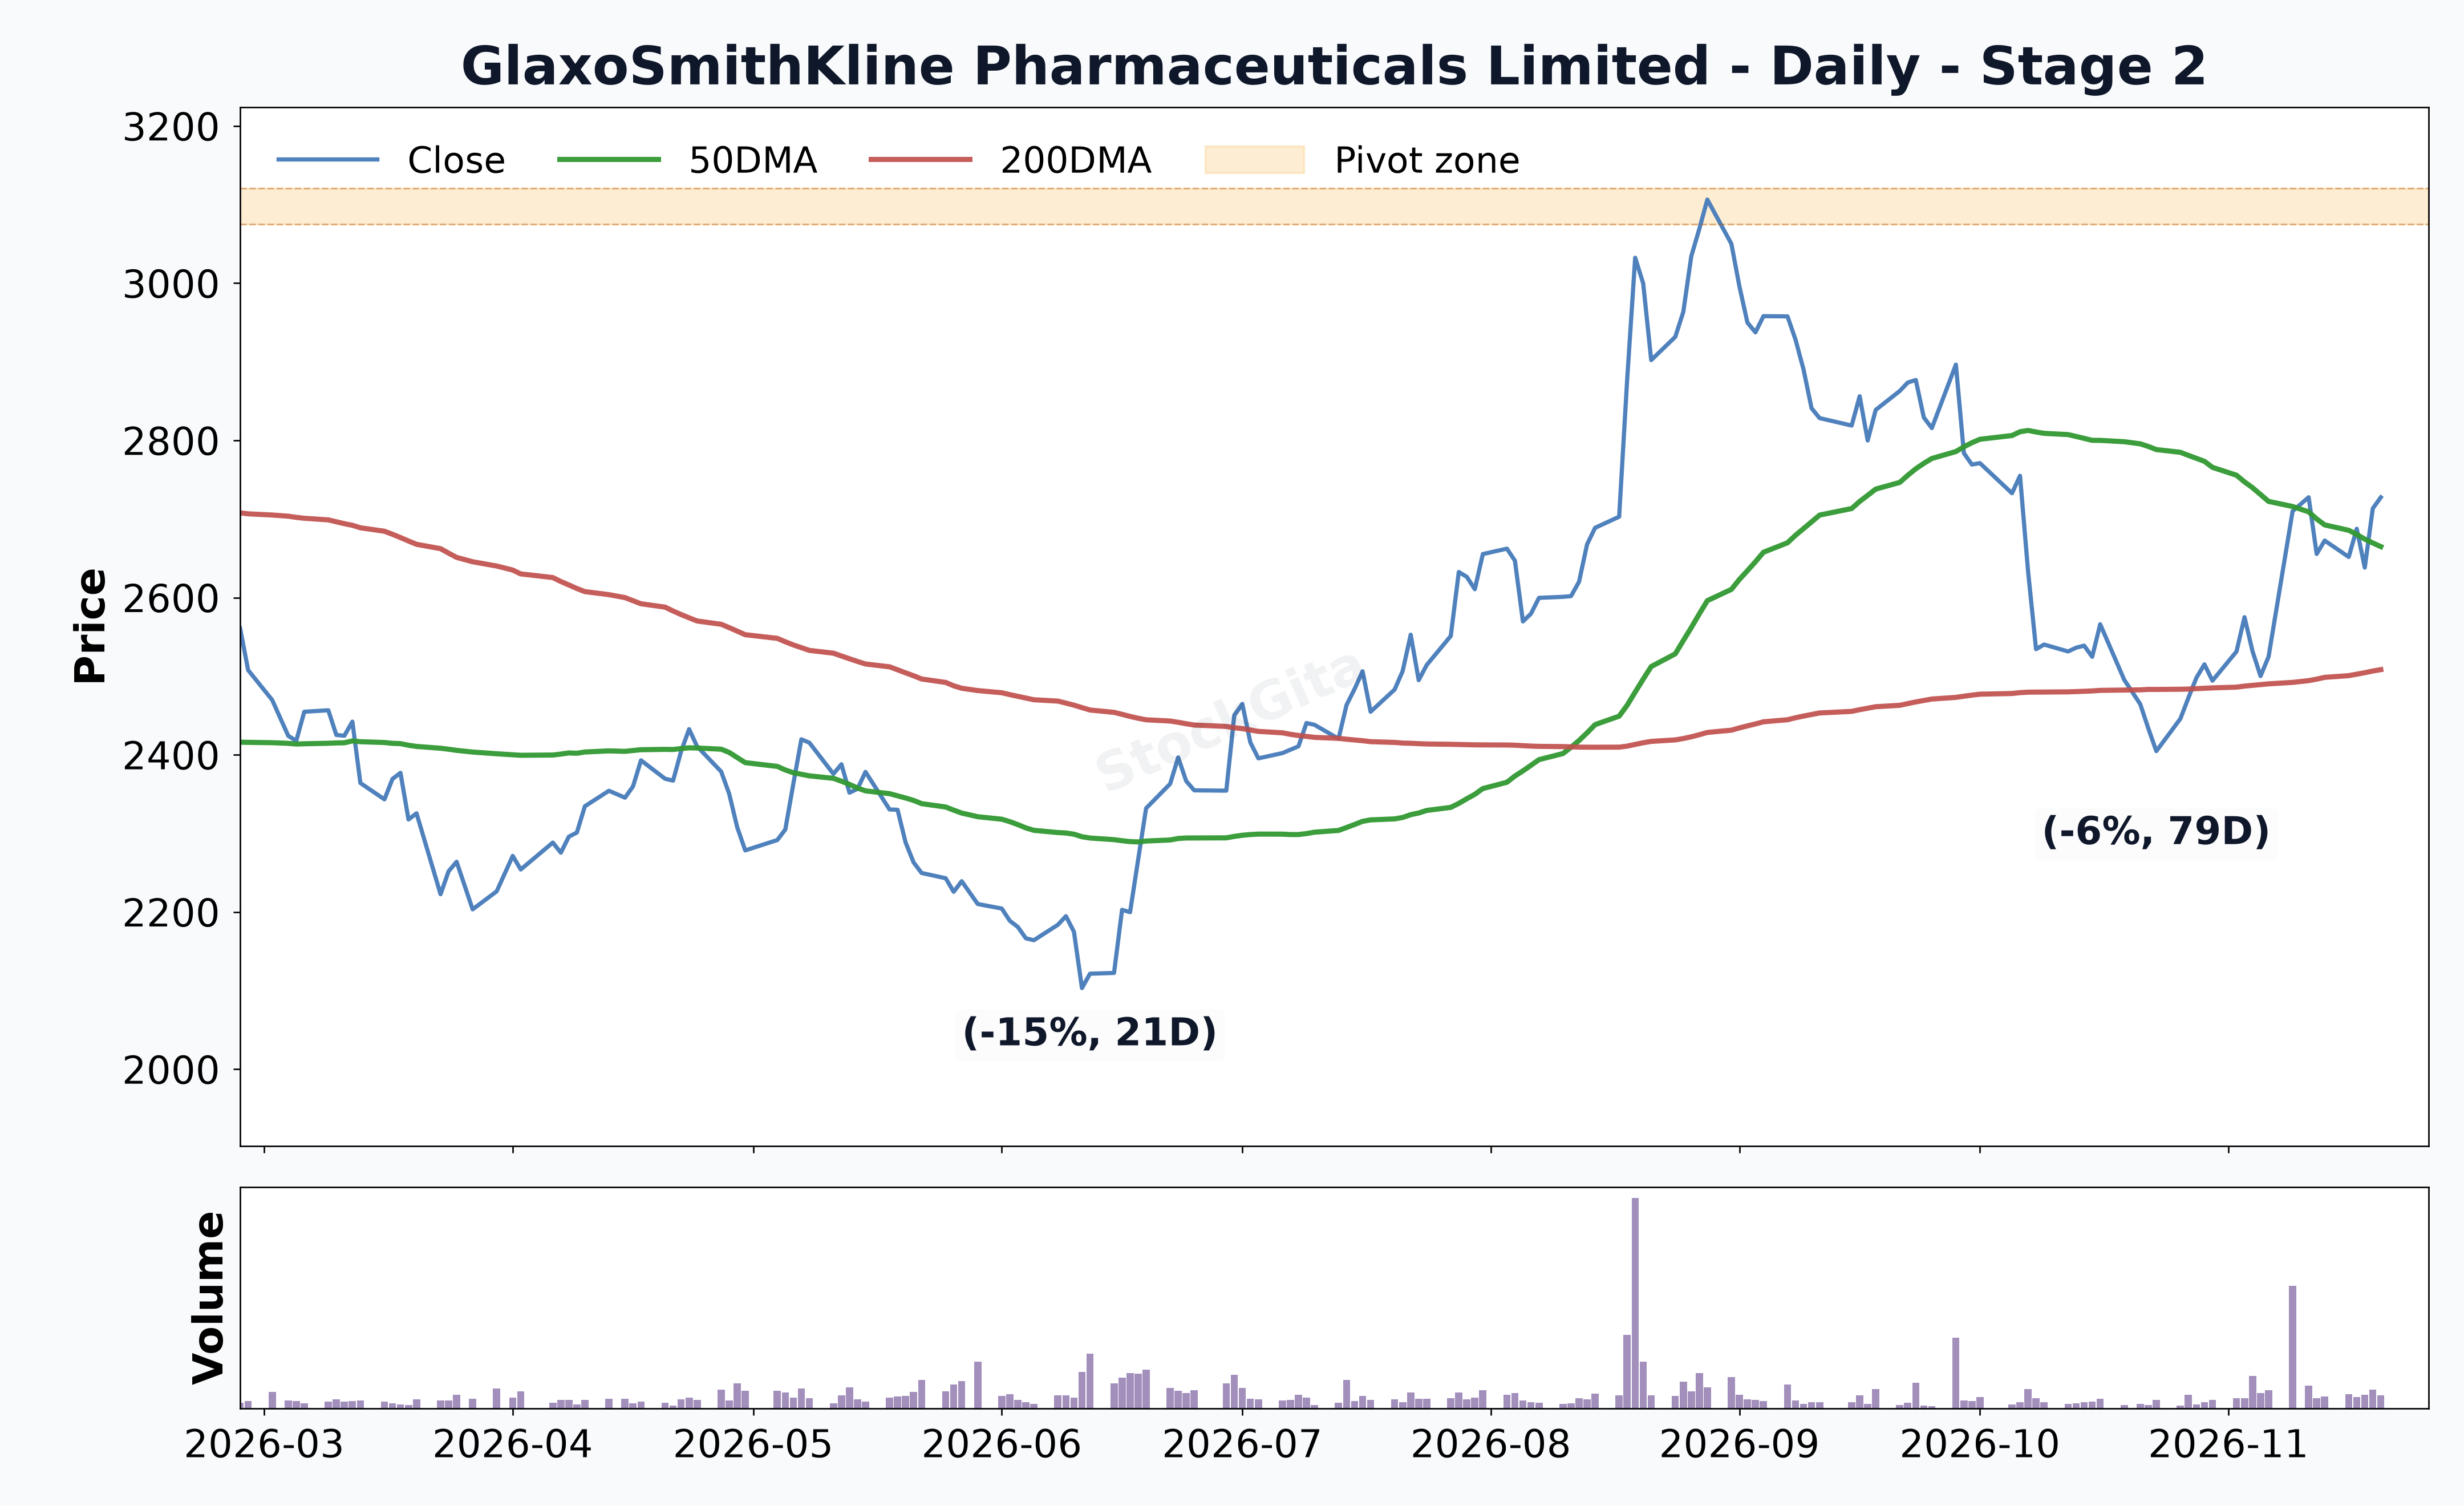 GlaxoSmithKline Pharmaceuticals Limited - Daily - Stage 2
Close 50DMA 200DMA Pivot zone
Price
3200
3000
2800
2600
2400
2200
2000
StockGita
(-15%, 21D)
(-6%, 79D)
Volume
2026-03 2026-04 2026-05 2026-06 2026-07 2026-08 2026-09 2026-10 2026-11